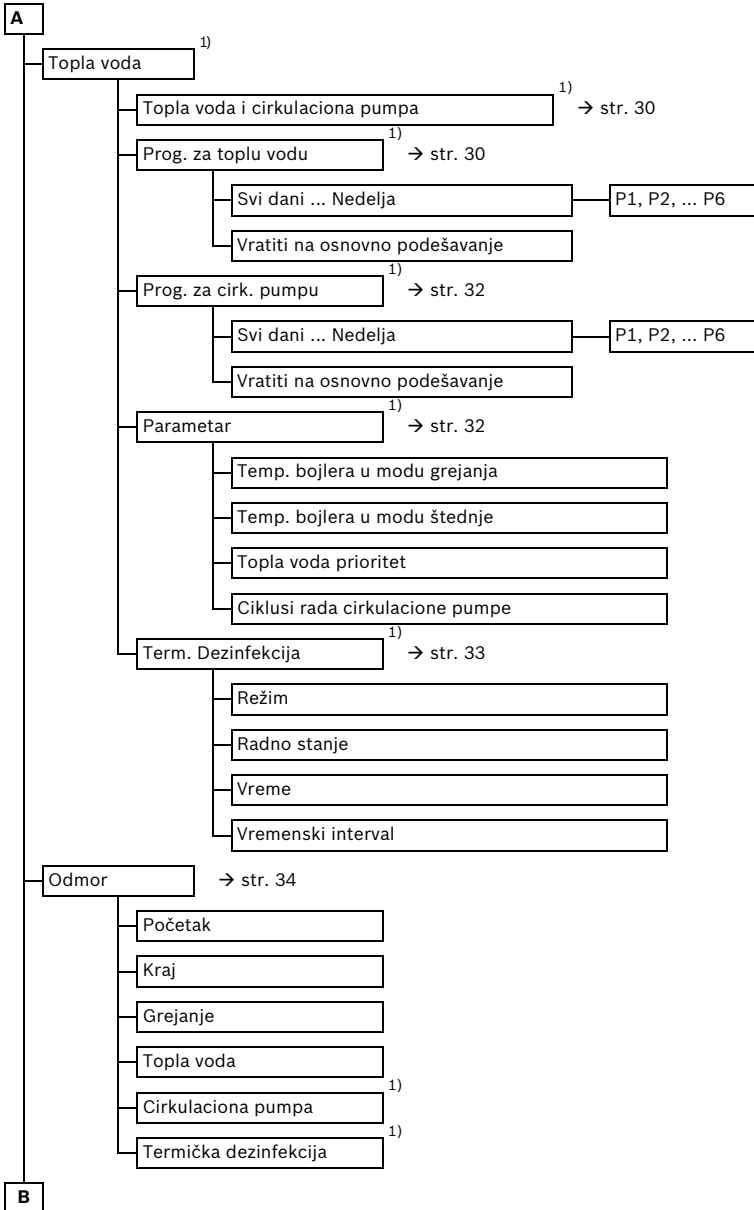 A
Topla voda 1)
Topla voda i cirkulaciona pumpa 1) → str. 30
Prog. za toplu vodu 1) → str. 30
Svi dani ... Nedelja P1, P2, ... P6
Vratiti na osnovno podešavanje
Prog. za cirk. pumpu 1) → str. 32
Svi dani ... Nedelja P1, P2, ... P6
Vratiti na osnovno podešavanje
Parametar 1) → str. 32
Temp. bojlera u modu grejanja
Temp. bojlera u modu štednje
Topla voda prioritet
Ciklusi rada cirkulacione pumpe
Term. Dezinfekcija 1) → str. 33
Režim
Radno stanje
Vreme
Vremenski interval
Odmor → str. 34
Početak
Kraj
Grejanje
Topla voda
Cirkulaciona pumpa 1)
Termička dezinfekcija 1)
B